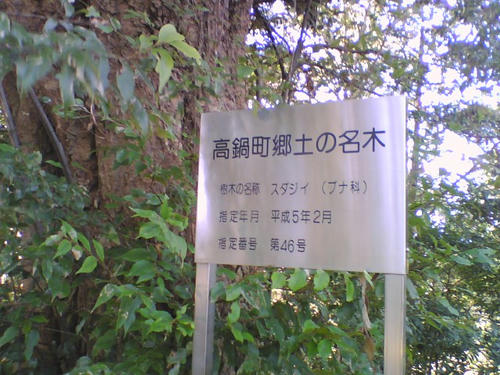 高鍋町郷土の名木
樹木の名称　スダジイ　（ブナ科）
指定年月　平成5年2月
指定番号　第46号